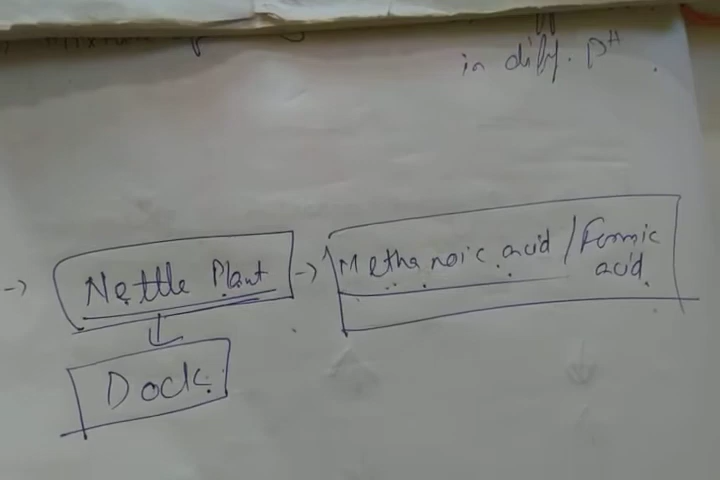 in diff. pH .
→ Nettle Plant → Methanoic acid / Formic acid.
↓
Dock.